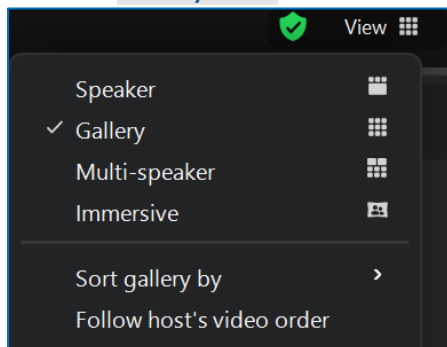 View
Speaker
Gallery
Multi-speaker
Immersive
Sort gallery by
Follow host's video order